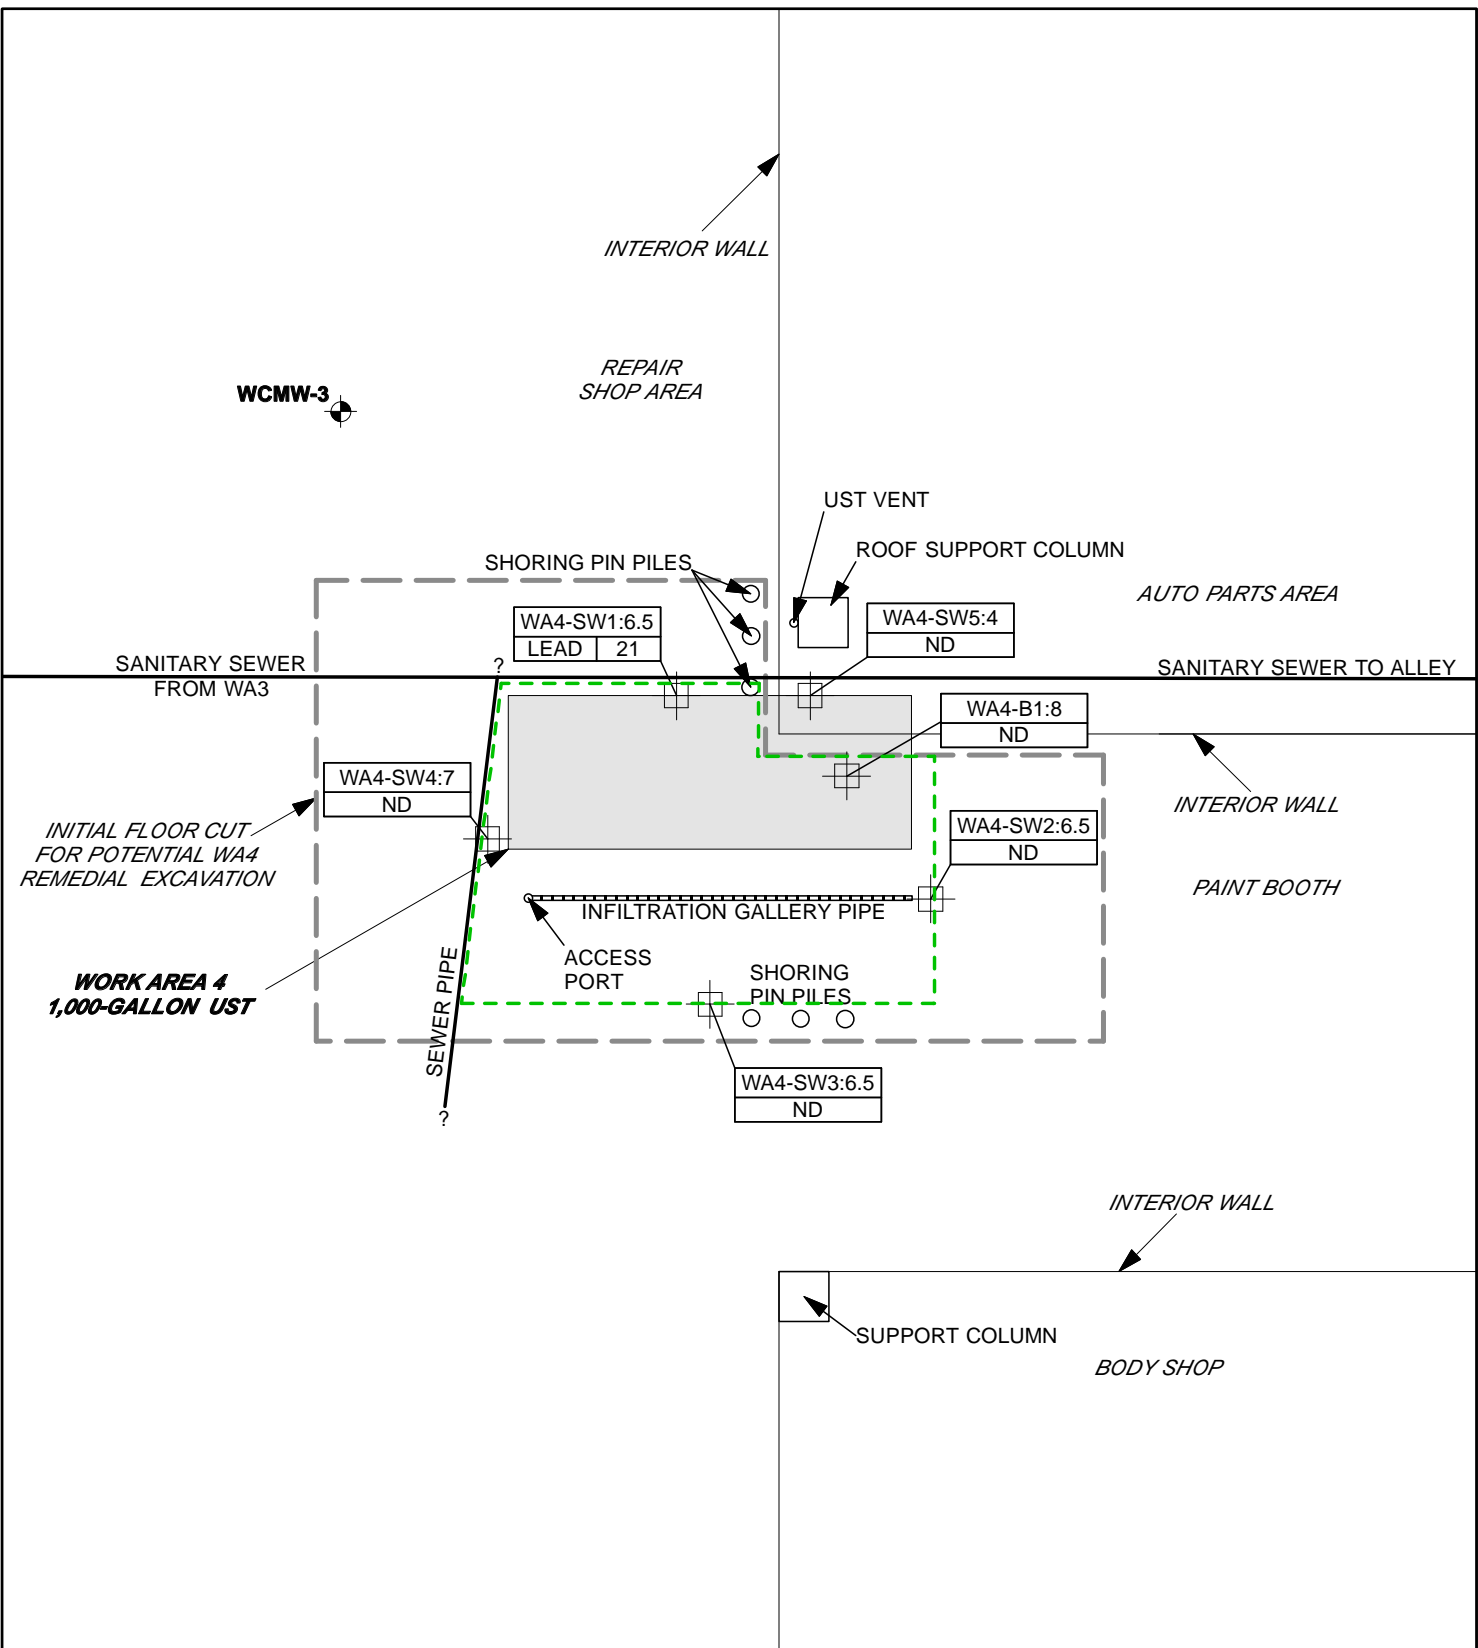 INTERIOR WALL
REPAIR
SHOP AREA
WCMW-3
UST VENT
ROOF SUPPORT COLUMN
SHORING PIN PILES
AUTO PARTS AREA
WA4-SW1:6.5
LEAD 21
WA4-SW5:4
ND
SANITARY SEWER
FROM WA3
?
SANITARY SEWER TO ALLEY
WA4-B1:8
ND
WA4-SW4:7
ND
INTERIOR WALL
INITIAL FLOOR CUT
FOR POTENTIAL WA4
REMEDIAL EXCAVATION
WA4-SW2:6.5
ND
PAINT BOOTH
INFILTRATION GALLERY PIPE
ACCESS
PORT
SHORING
PIN PILES
WORK AREA 4
1,000-GALLON UST
SEWER PIPE
?
WA4-SW3:6.5
ND
INTERIOR WALL
SUPPORT COLUMN
BODY SHOP